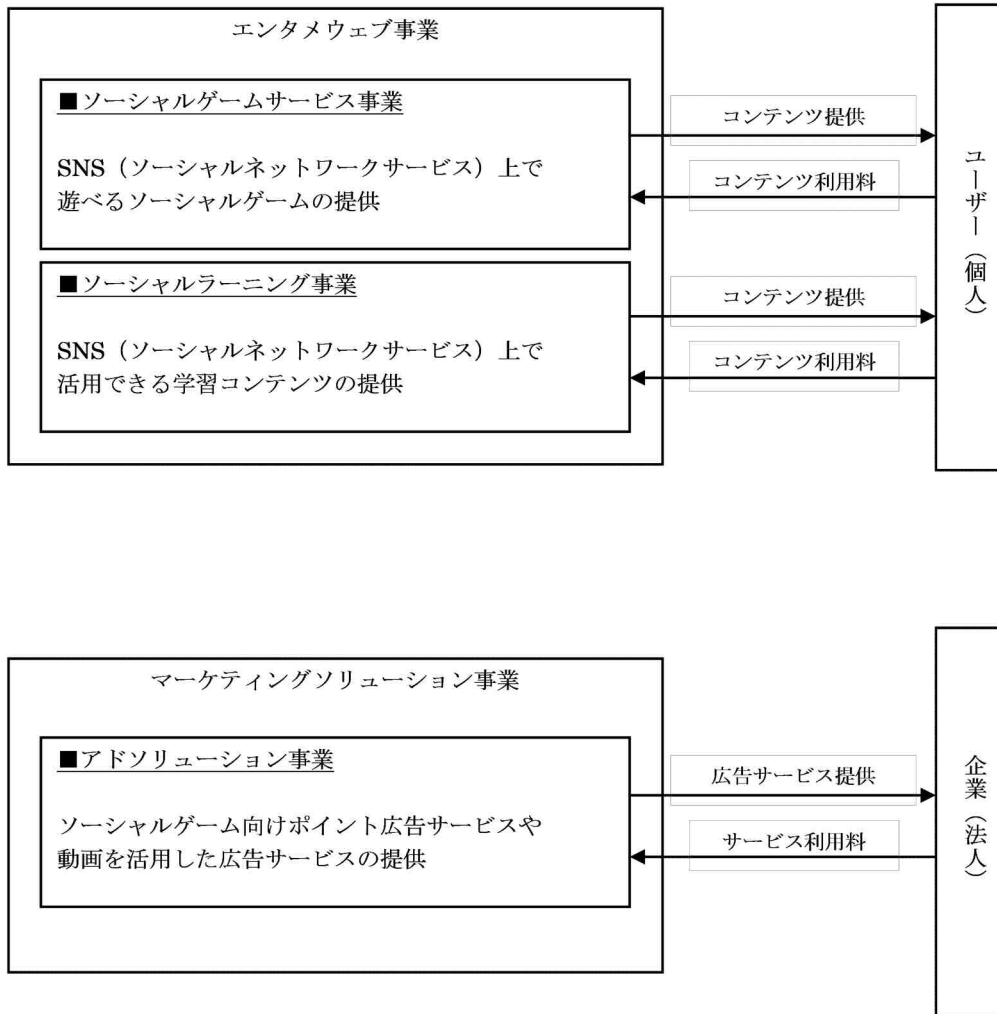 エンタメウェブ事業
■ソーシャルゲームサービス事業
SNS（ソーシャルネットワークサービス）上で
遊べるソーシャルゲームの提供
コンテンツ提供
コンテンツ利用料
■ソーシャルラーニング事業
SNS（ソーシャルネットワークサービス）上で
活用できる学習コンテンツの提供
コンテンツ提供
コンテンツ利用料
ユーザー（個人）
マーケティングソリューション事業
■アドソリューション事業
ソーシャルゲーム向けポイント広告サービスや
動画を活用した広告サービスの提供
広告サービス提供
サービス利用料
企業（法人）